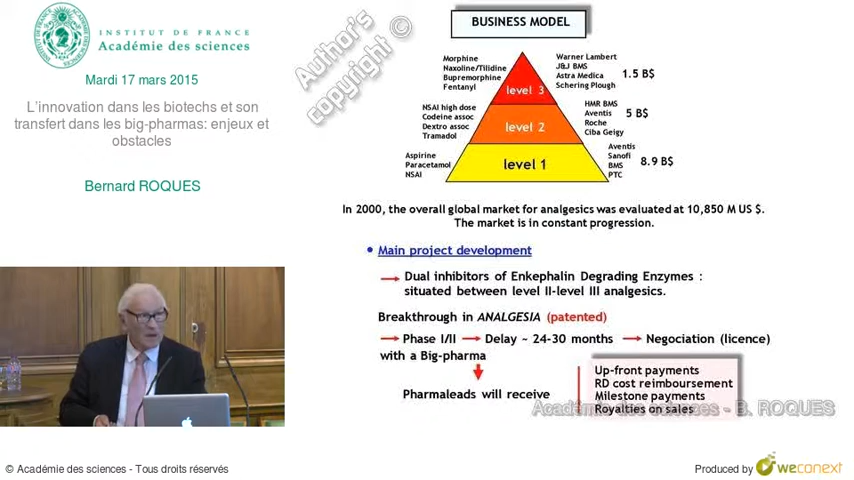 INSTITUT DE FRANCE
Académie des sciences
Mardi 17 mars 2015
L'innovation dans les biotechs et son
transfert dans les big-pharmas: enjeux et
obstacles
Bernard ROQUES
Author's
copyright ©
BUSINESS MODEL
Morphine
Naxoline/Tilidine
Bupremorphine
Fentanyl
level 3
Warner Lambert
J&J BMS
Astra Medica
Schering Plough
1.5 B$
NSAI high dose
Codeine assoc
Dextro assoc
Tramadol
level 2
HMR BMS
Aventis
Roche
Ciba Geigy
5 B$
Aspirine
Paracetamol
NSAI
level 1
Aventis
Sanofi
BMS
PTC
8.9 B$
In 2000, the overall global market for analgesics was evaluated at 10,850 M US $.
The market is in constant progression.
• Main project development
Dual inhibitors of Enkephalin Degrading Enzymes :
situated between level II-level III analgesics.
Breakthrough in ANALGESIA (patented)
Phase I/II Delay ~ 24-30 months Negociation (licence)
with a Big-pharma
Pharmaleads will receive
Up-front payments
RD cost reimboursement
Milestone payments
Royalties on sales
Académie des sciences - B. ROQUES
© Académie des sciences - Tous droits réservés
Produced by weconext